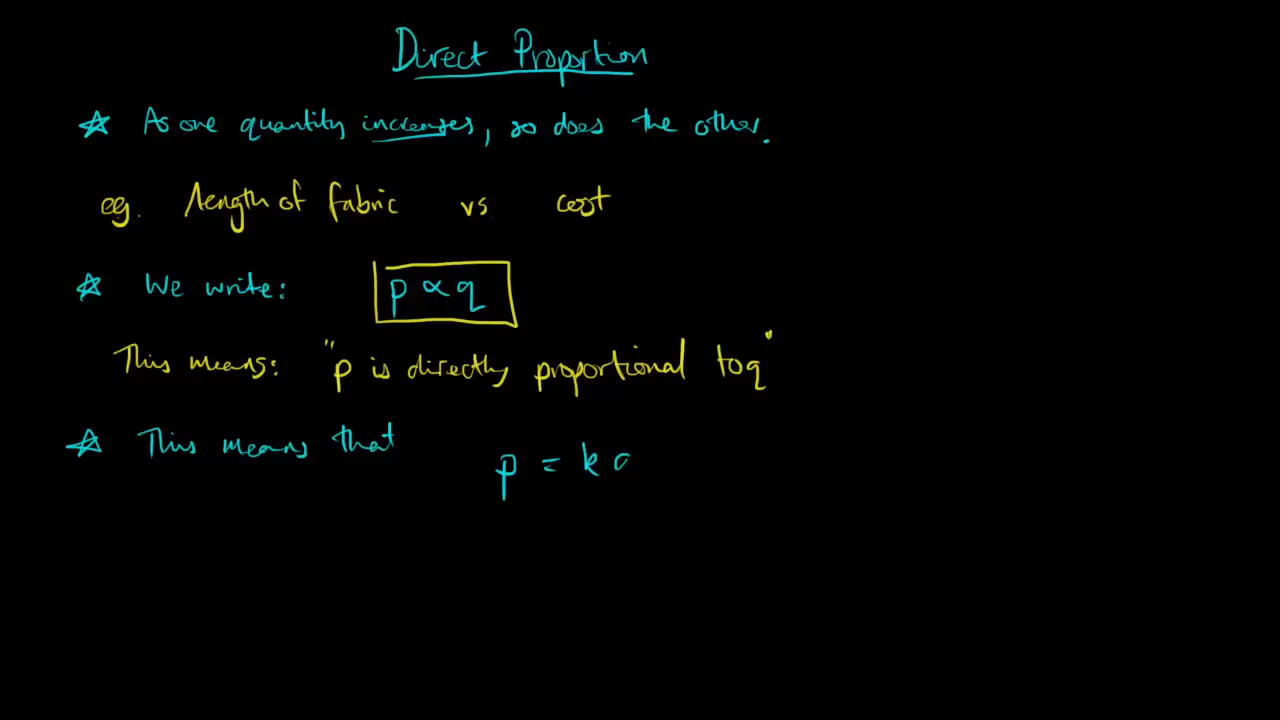 Direct Proportion
☆ As one quantity increases, so does the other.
eg. length of fabric vs cost
☆ We write: p ∝ q
This means: "p is directly proportional to q"
☆ This means that
p = k